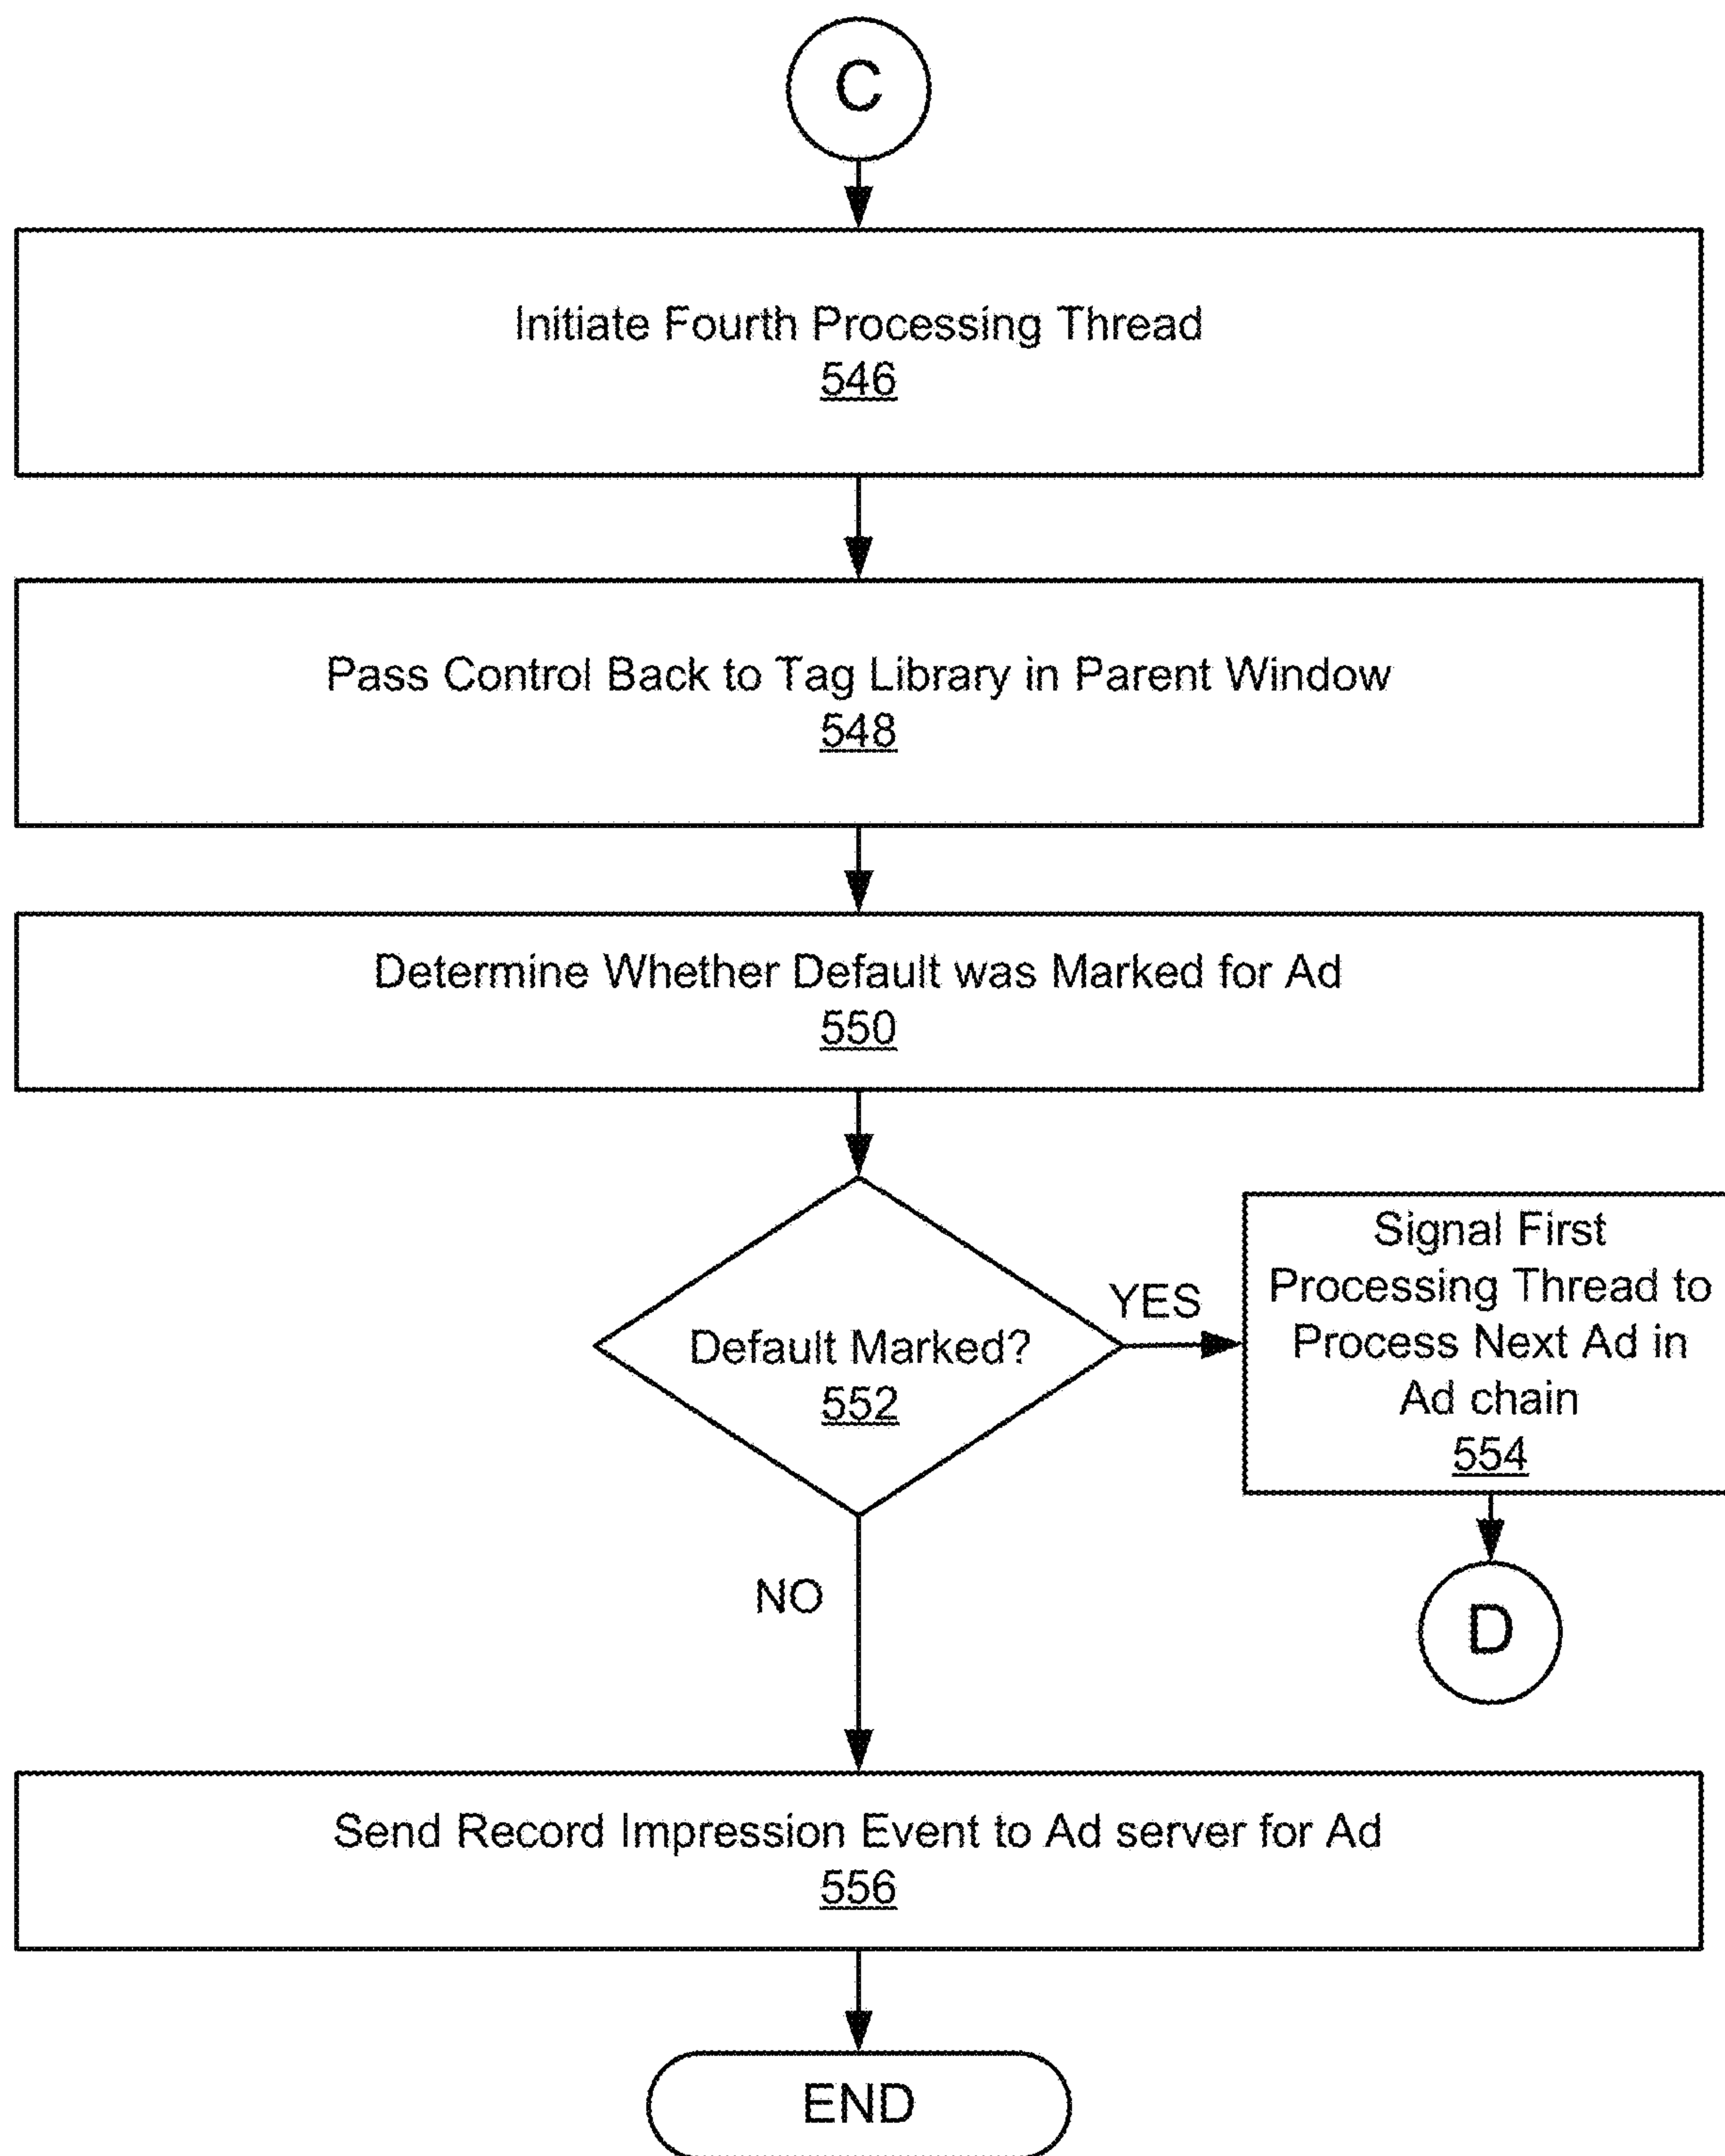 C
Initiate Fourth Processing Thread
546
Pass Control Back to Tag Library in Parent Window
548
Determine Whether Default was Marked for Ad
550
Default Marked?
552
YES
Signal First
Processing Thread to
Process Next Ad in
Ad chain
554
D
NO
Send Record Impression Event to Ad server for Ad
556
END